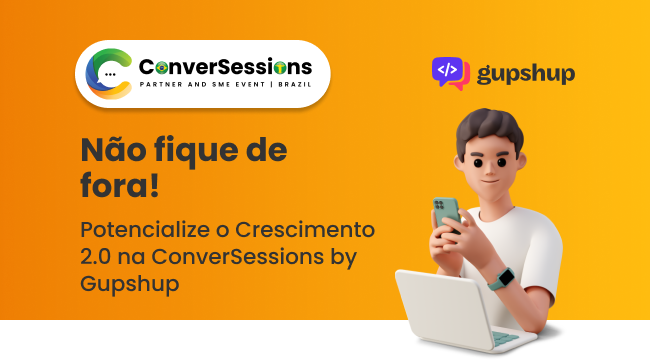 ConverSessions
PARTNER AND SME EVENT | BRAZIL
</> gupshup
Não fique de
fora!
Potencialize o Crescimento
2.0 na ConverSessions by
Gupshup